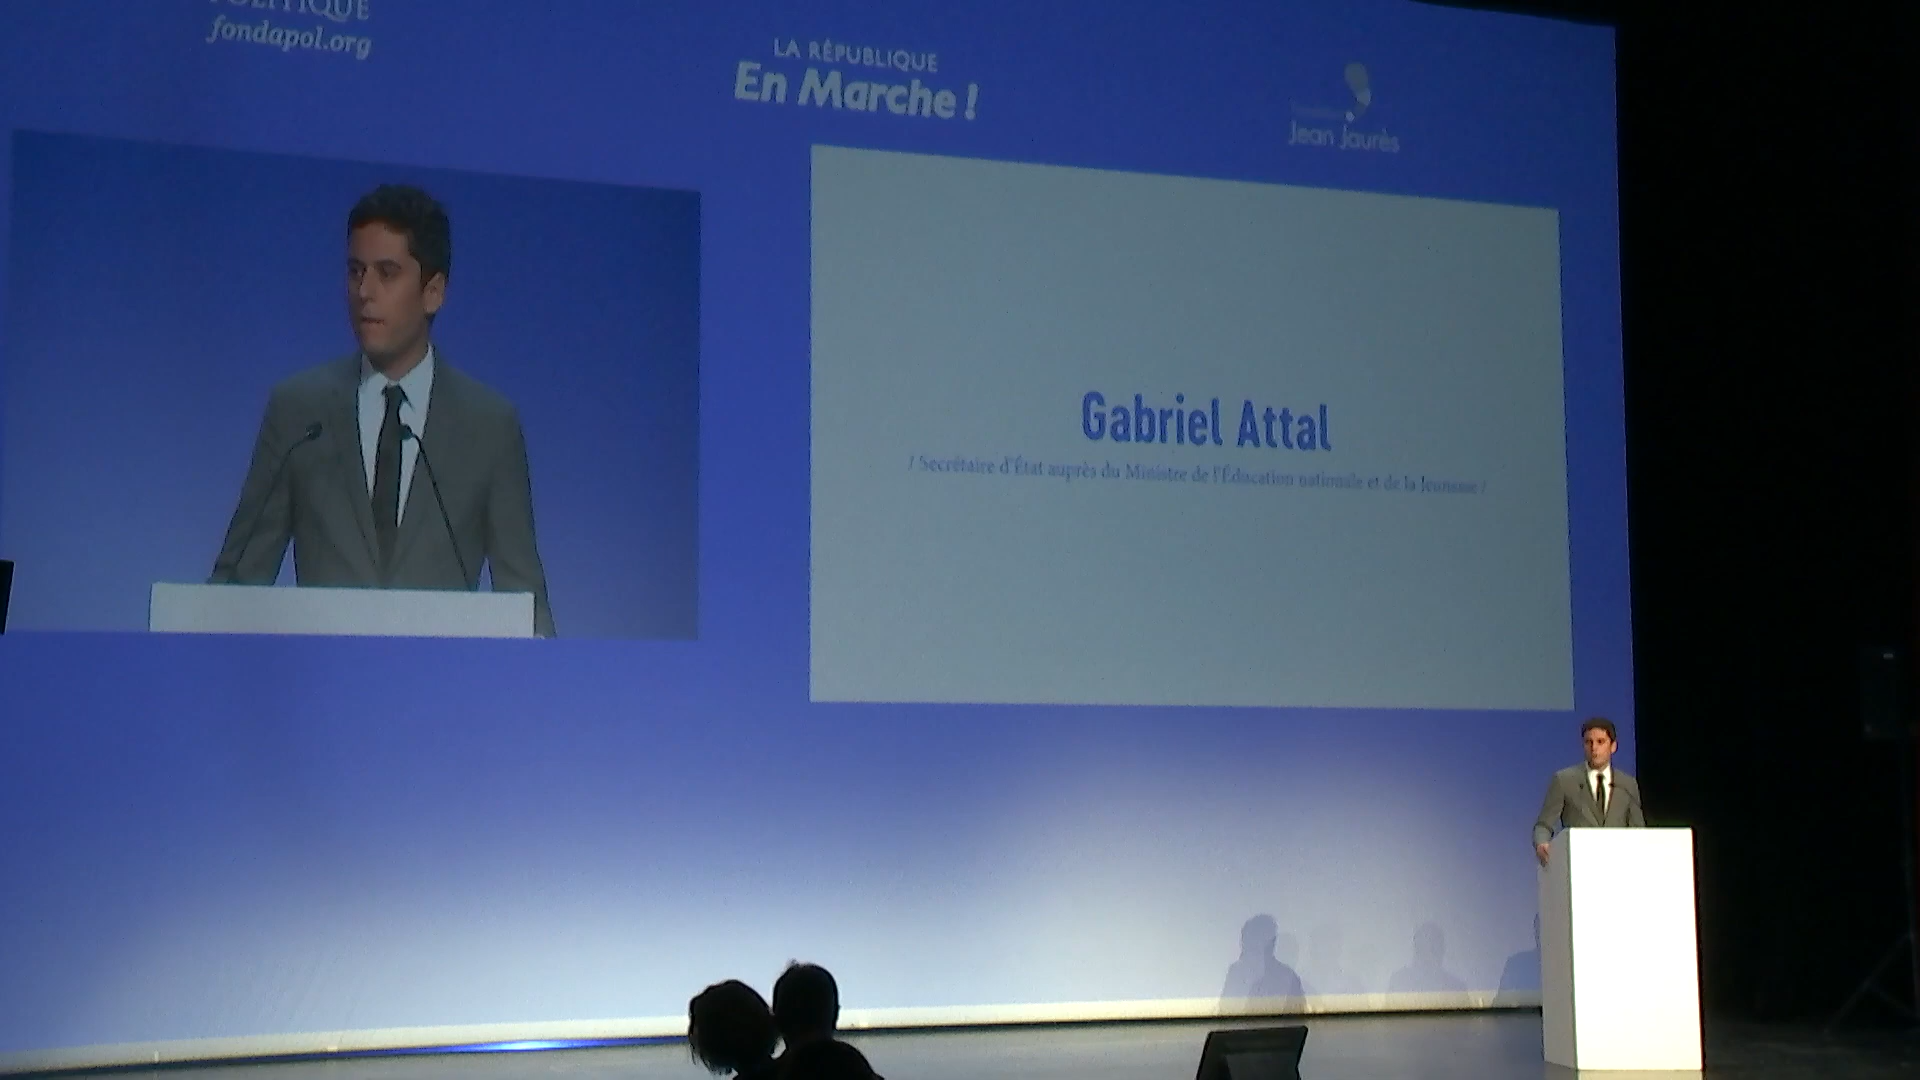 POLITIQUE
fondapol.org
LA RÉPUBLIQUE
En Marche !
Jean Jaurès
Gabriel Attal
/ Secrétaire d'État auprès du Ministre de l'Éducation nationale et de la Jeunesse /